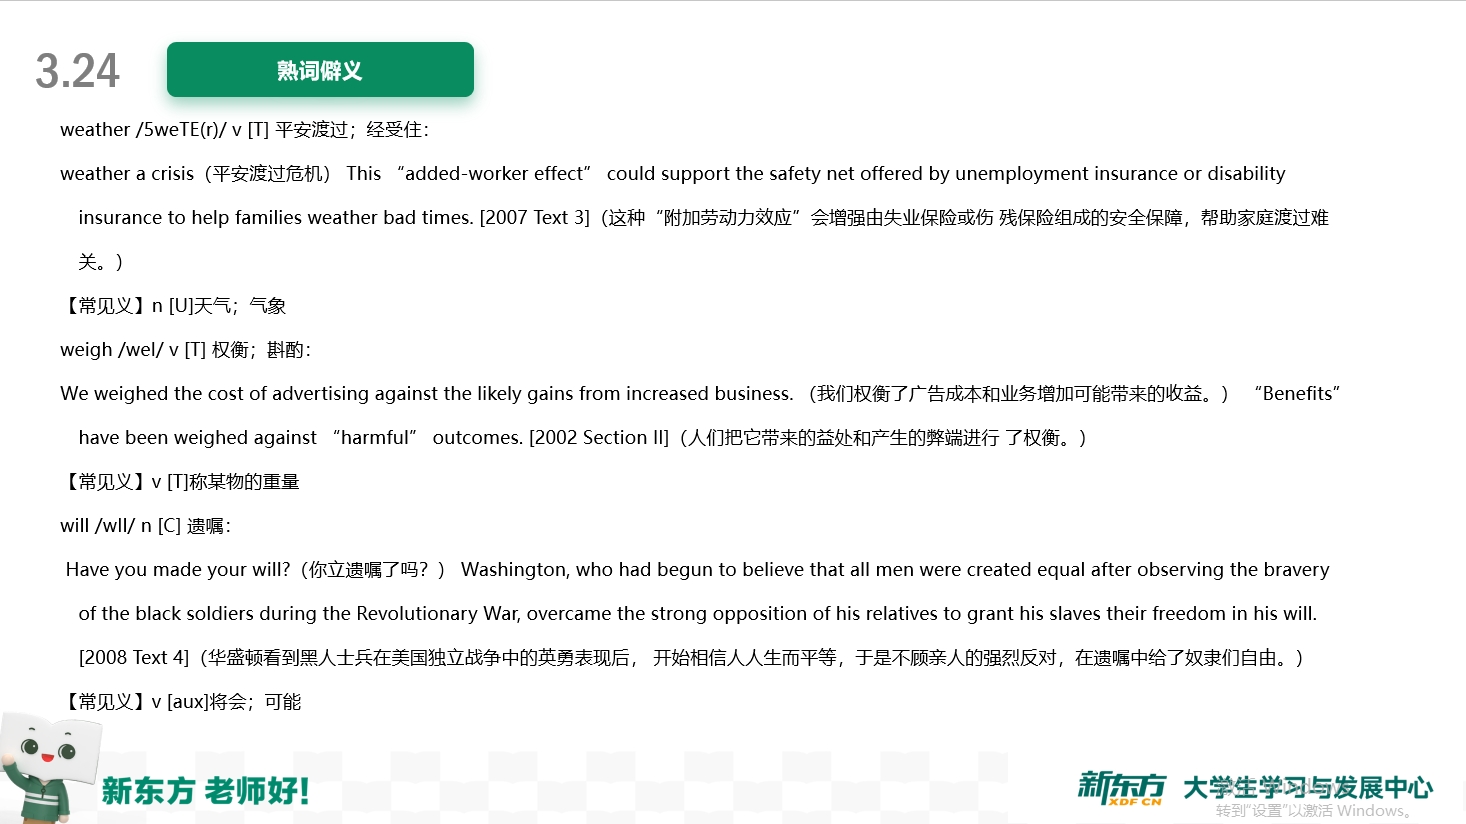 3.24
熟词僻义
weather /5weTE(r)/ v [T] 平安渡过；经受住：
weather a crisis（平安渡过危机） This “added-worker effect” could support the safety net offered by unemployment insurance or disability
insurance to help families weather bad times. [2007 Text 3]（这种“附加劳动力效应”会增强由失业保险或伤 残保险组成的安全保障，帮助家庭渡过难
关。）
【常见义】n [U]天气；气象
weigh /wel/ v [T] 权衡；斟酌：
We weighed the cost of advertising against the likely gains from increased business. （我们权衡了广告成本和业务增加可能带来的收益。） “Benefits”
have been weighed against “harmful” outcomes. [2002 Section II]（人们把它带来的益处和产生的弊端进行 了权衡。）
【常见义】v [T]称某物的重量
will /wll/ n [C] 遗嘱：
Have you made your will?（你立遗嘱了吗？） Washington, who had begun to believe that all men were created equal after observing the bravery
of the black soldiers during the Revolutionary War, overcame the strong opposition of his relatives to grant his slaves their freedom in his will.
[2008 Text 4]（华盛顿看到黑人士兵在美国独立战争中的英勇表现后， 开始相信人人生而平等，于是不顾亲人的强烈反对，在遗嘱中给了奴隶们自由。）
【常见义】v [aux]将会；可能
新东方 老师好!
新东方 XDF.CN 大学生学习与发展中心
激活 Windows
转到“设置”以激活 Windows。